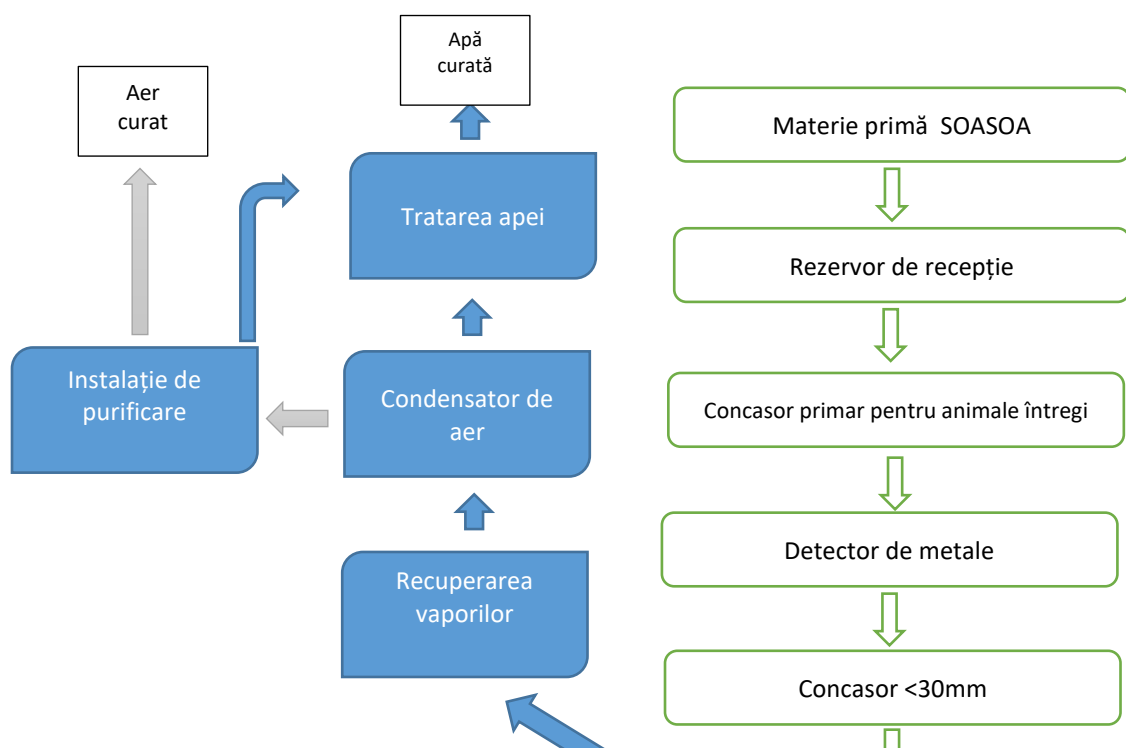 Apă
curată
Aer
curat
Tratarea apei
Instalație de
purificare
Condensator de
aer
Recuperarea
vaporilor
Materie primă SOASOA
Rezervor de recepție
Concasor primar pentru animale întregi
Detector de metale
Concasor <30mm